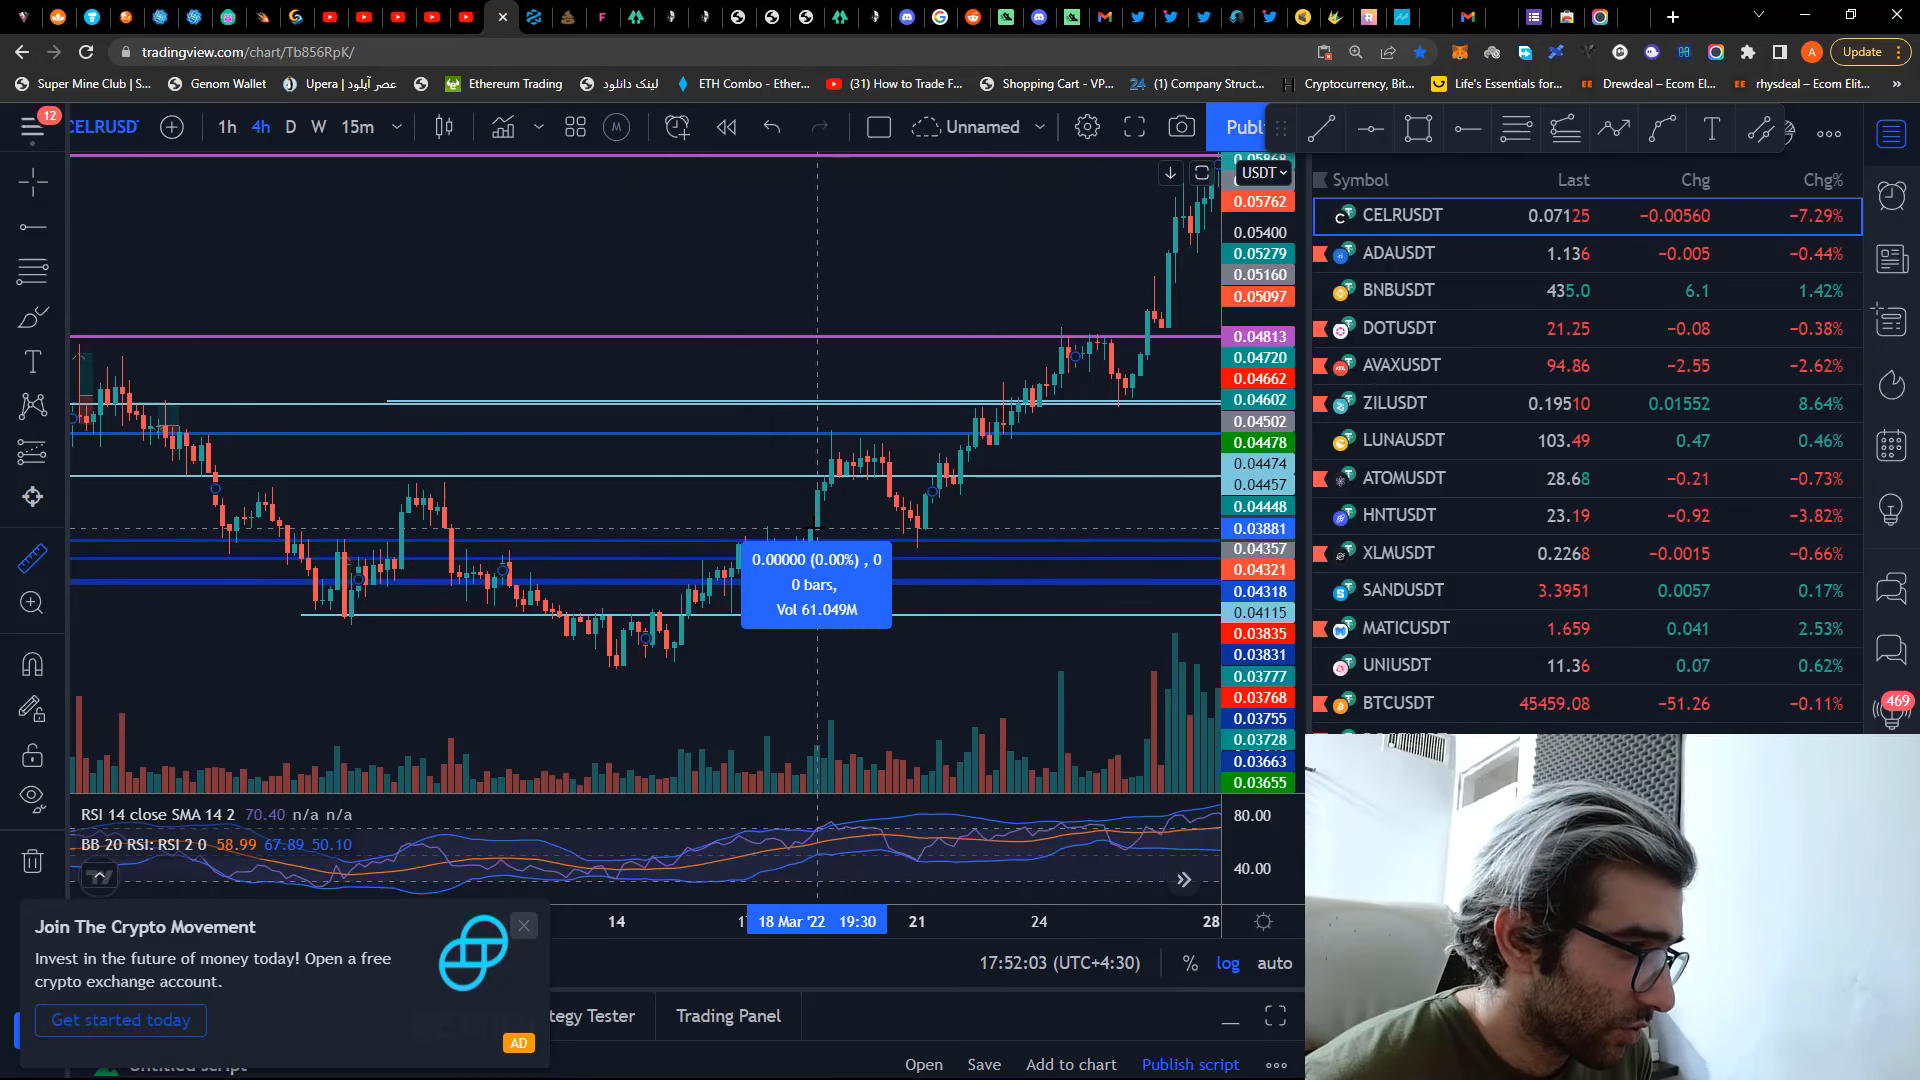 tradingview.com/chart/Tb856RpK/
Update
Super Mine Club | S...
Genom Wallet
Upera | عصر آپلود
Ethereum Trading
لینک دانلود
ETH Combo - Ether...
(31) How to Trade F...
Shopping Cart - VP...
(1) Company Struct...
Cryptocurrency, Bit...
Life's Essentials for...
Drewdeal – Ecom El...
rhysdeal – Ecom Elit...
12
CELRUSD
1h
4h
D
W
15m
M
Unnamed
Publ
T
USDT
0.05868
0.05762
0.05400
0.05279
0.05160
0.05097
0.04813
0.04720
0.04662
0.04602
0.04502
0.04478
0.04474
0.04457
0.04448
0.03881
0.04357
0.04321
0.04318
0.04115
0.03835
0.03831
0.03777
0.03768
0.03755
0.03728
0.03663
0.03655
0.00000 (0.00%) , 0
0 bars,
Vol 61.049M
Symbol Last Chg Chg%
CELRUSDT 0.07125 −0.00560 −7.29%
ADAUSDT 1.136 −0.005 −0.44%
BNBUSDT 435.0 6.1 1.42%
DOTUSDT 21.25 −0.08 −0.38%
AVAXUSDT 94.86 −2.55 −2.62%
ZILUSDT 0.19510 0.01552 8.64%
LUNAUSDT 103.49 0.47 0.46%
ATOMUSDT 28.68 −0.21 −0.73%
HNTUSDT 23.19 −0.92 −3.82%
XLMUSDT 0.2268 −0.0015 −0.66%
SANDUSDT 3.3951 0.0057 0.17%
MATICUSDT 1.659 0.041 2.53%
UNIUSDT 11.36 0.07 0.62%
BTCUSDT 45459.08 −51.26 −0.11%
469
RSI 14 close SMA 14 2 70.40 n/a n/a
BB 20 RSI: RSI 2 0 58.99 67.89 50.10
80.00
40.00
14
18 Mar '22 19:30
21
24
28
17:52:03 (UTC+4:30)
%
log
auto
Join The Crypto Movement
Invest in the future of money today! Open a free
crypto exchange account.
Get started today
AD
tegy Tester
Trading Panel
Untitled script
Open
Save
Add to chart
Publish script